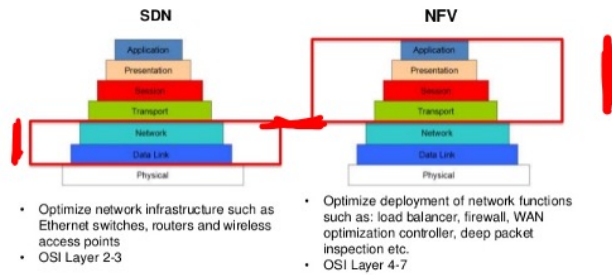 SDN
Application
Presentation
Session
Transport
Network
Data Link
Physical
• Optimize network infrastructure such as
Ethernet switches, routers and wireless
access points
• OSI Layer 2-3
NFV
Application
Presentation
Session
Transport
Network
Data Link
Physical
• Optimize deployment of network functions
such as: load balancer, firewall, WAN
optimization controller, deep packet
inspection etc.
• OSI Layer 4-7